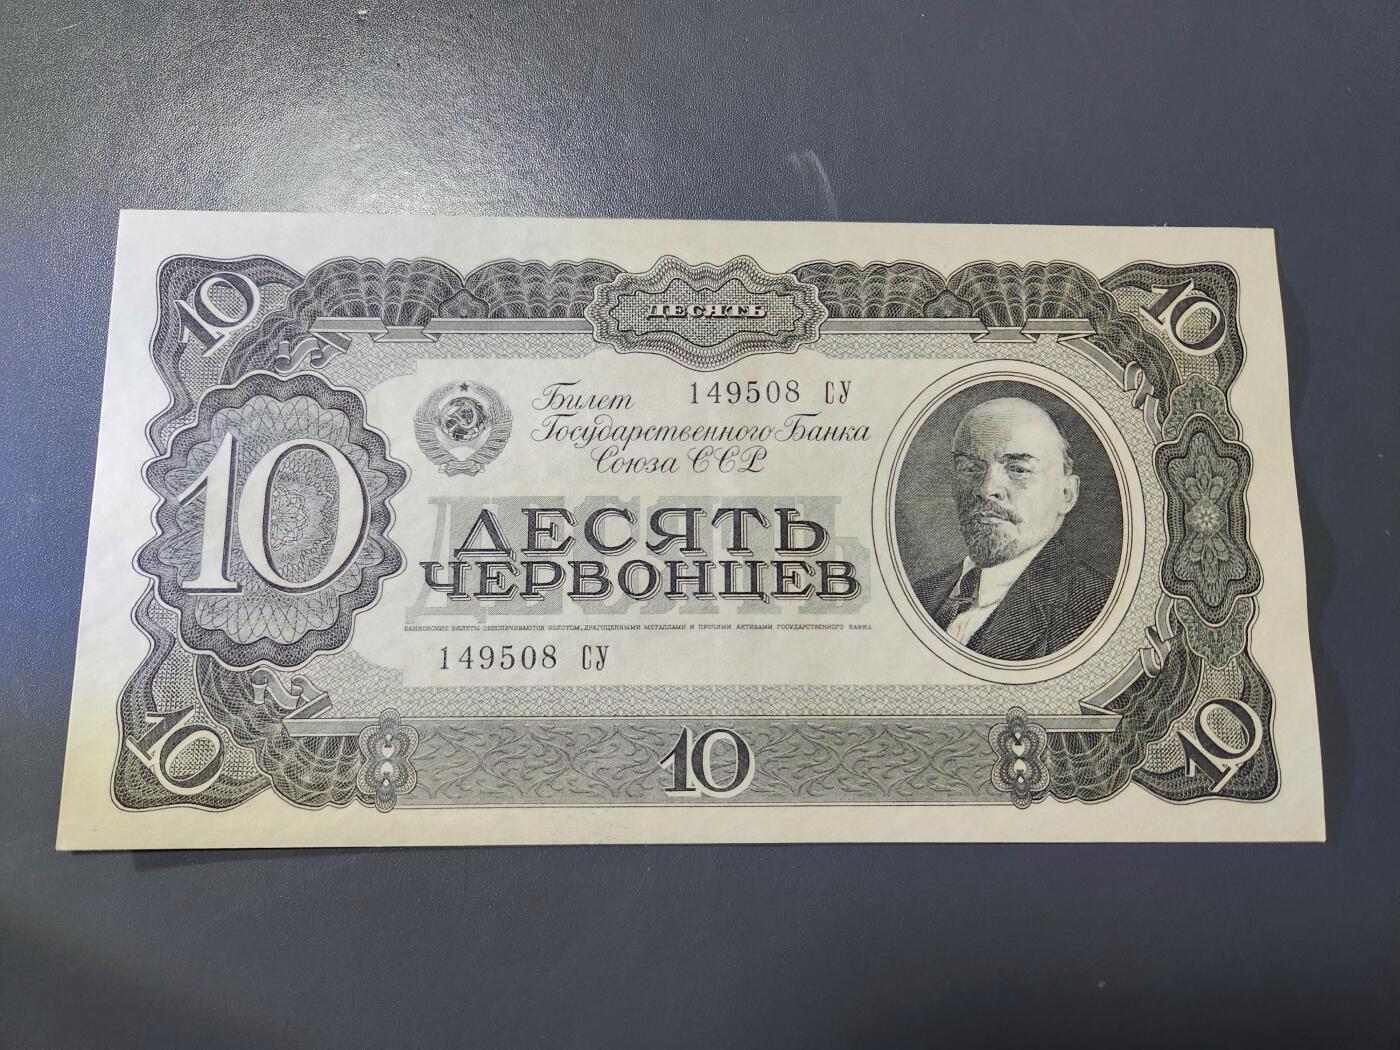 10
ДЕСЯТЬ
10
Билет 149508 СУ
Государственного Банка
Союза ССР
10
ДЕСЯТЬ
ДЕСЯТЬ
ЧЕРВОНЦЕВ
БАНКОВСКИЕ БИЛЕТЫ ОБЕСПЕЧИВАЮТСЯ ЗОЛОТОМ, ДРАГОЦЕННЫМИ МЕТАЛЛАМИ И ПРОЧИМИ АКТИВАМИ ГОСУДАРСТВЕННОГО БАНКА
149508 СУ
10
10
10